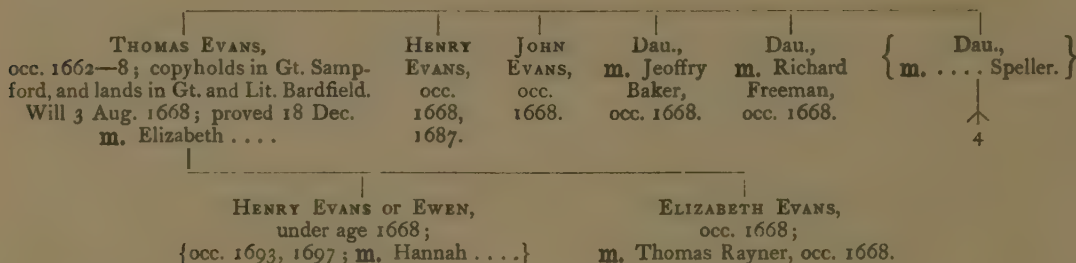 THOMAS EVANS,
occ. 1662—8; copyholds in Gt. Samp-
ford, and lands in Gt. and Lit. Bardfield.
Will 3 Aug. 1668; proved 18 Dec.
m. Elizabeth . . . .
HENRY
EVANS,
occ.
1668,
1687.
JOHN
EVANS,
occ.
1668.
Dau.,
m. Jeoffry
Baker,
occ. 1668.
Dau.,
m. Richard
Freeman,
occ. 1668.
{ Dau.,
m. . . . . Speller. }
4
HENRY EVANS or EWEN,
under age 1668;
{occ. 1693, 1697; m. Hannah . . . .}
ELIZABETH EVANS,
occ. 1668;
m. Thomas Rayner, occ. 1668.